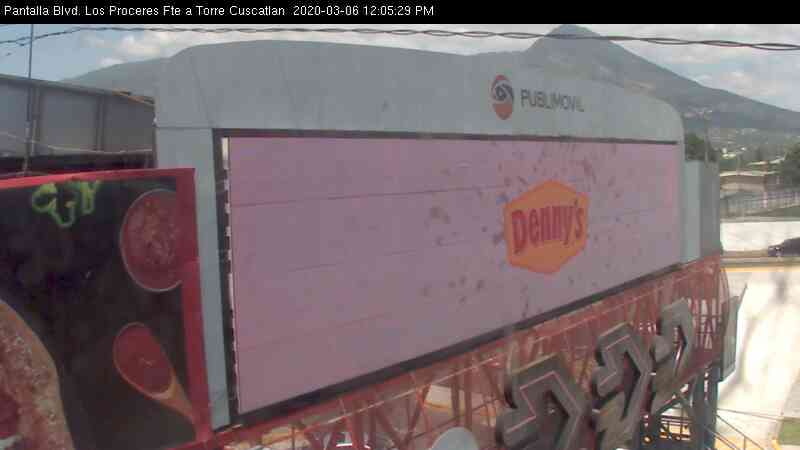 Pantalla Blvd. Los Proceres Fte a Torre Cuscatlan 2020-03-06 12:05:29 PM
PUBLIMOVIL
Denny's